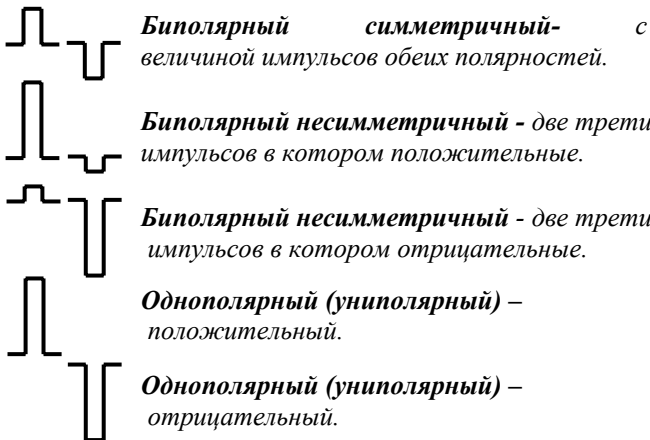 Биполярный симметричный- с
величиной импульсов обеих полярностей.
Биполярный несимметричный - две трети
импульсов в котором положительные.
Биполярный несимметричный - две трети
импульсов в котором отрицательные.
Однополярный (униполярный) –
положительный.
Однополярный (униполярный) –
отрицательный.